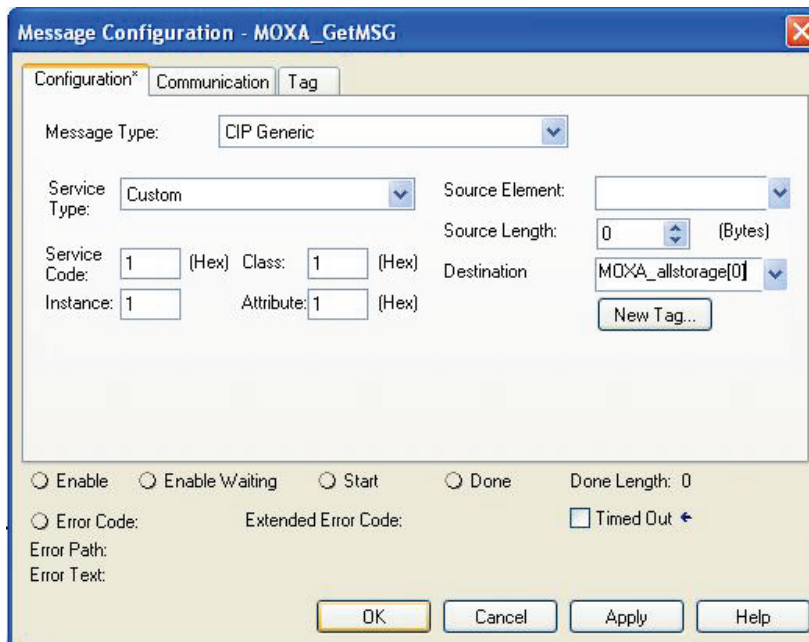 Message Configuration - MOXA_GetMSG
Configuration* Communication Tag
Message Type: CIP Generic
Service Type: Custom
Source Element:
Source Length: 0 (Bytes)
Service Code: 1 (Hex) Class: 1 (Hex)
Destination MOXA_allstorage[0]
Instance: 1 Attribute: 1 (Hex)
New Tag...
Enable Enable Waiting Start Done Done Length: 0
Error Code: Extended Error Code: Timed Out
Error Path:
Error Text:
OK Cancel Apply Help